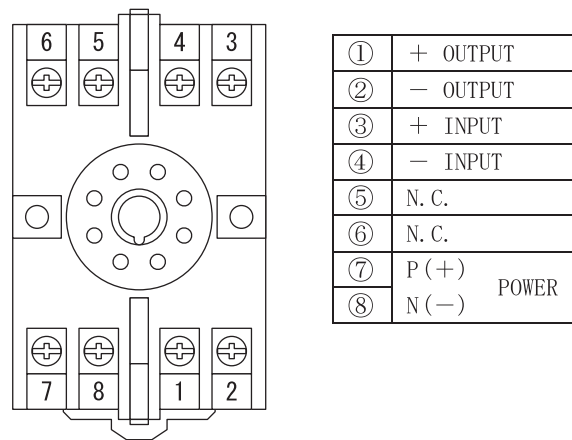 6 5 4 3
7 8 1 2
① + OUTPUT
② − OUTPUT
③ + INPUT
④ − INPUT
⑤ N.C.
⑥ N.C.
⑦ P(+)
POWER
⑧ N(−)